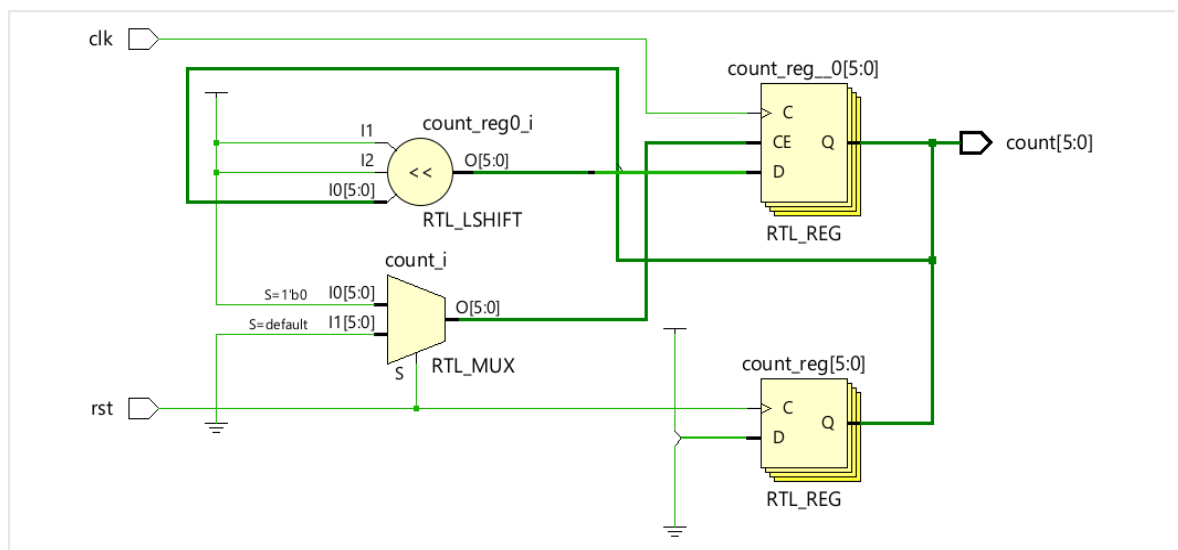 clk
count_reg__0[5:0]
C
CE
Q
D
RTL_REG
count[5:0]
count_reg0_i
I1
I2
I0[5:0]
<<
O[5:0]
RTL_LSHIFT
count_i
S=1'b0
I0[5:0]
S=default
I1[5:0]
O[5:0]
S
RTL_MUX
rst
count_reg[5:0]
C
Q
D
RTL_REG